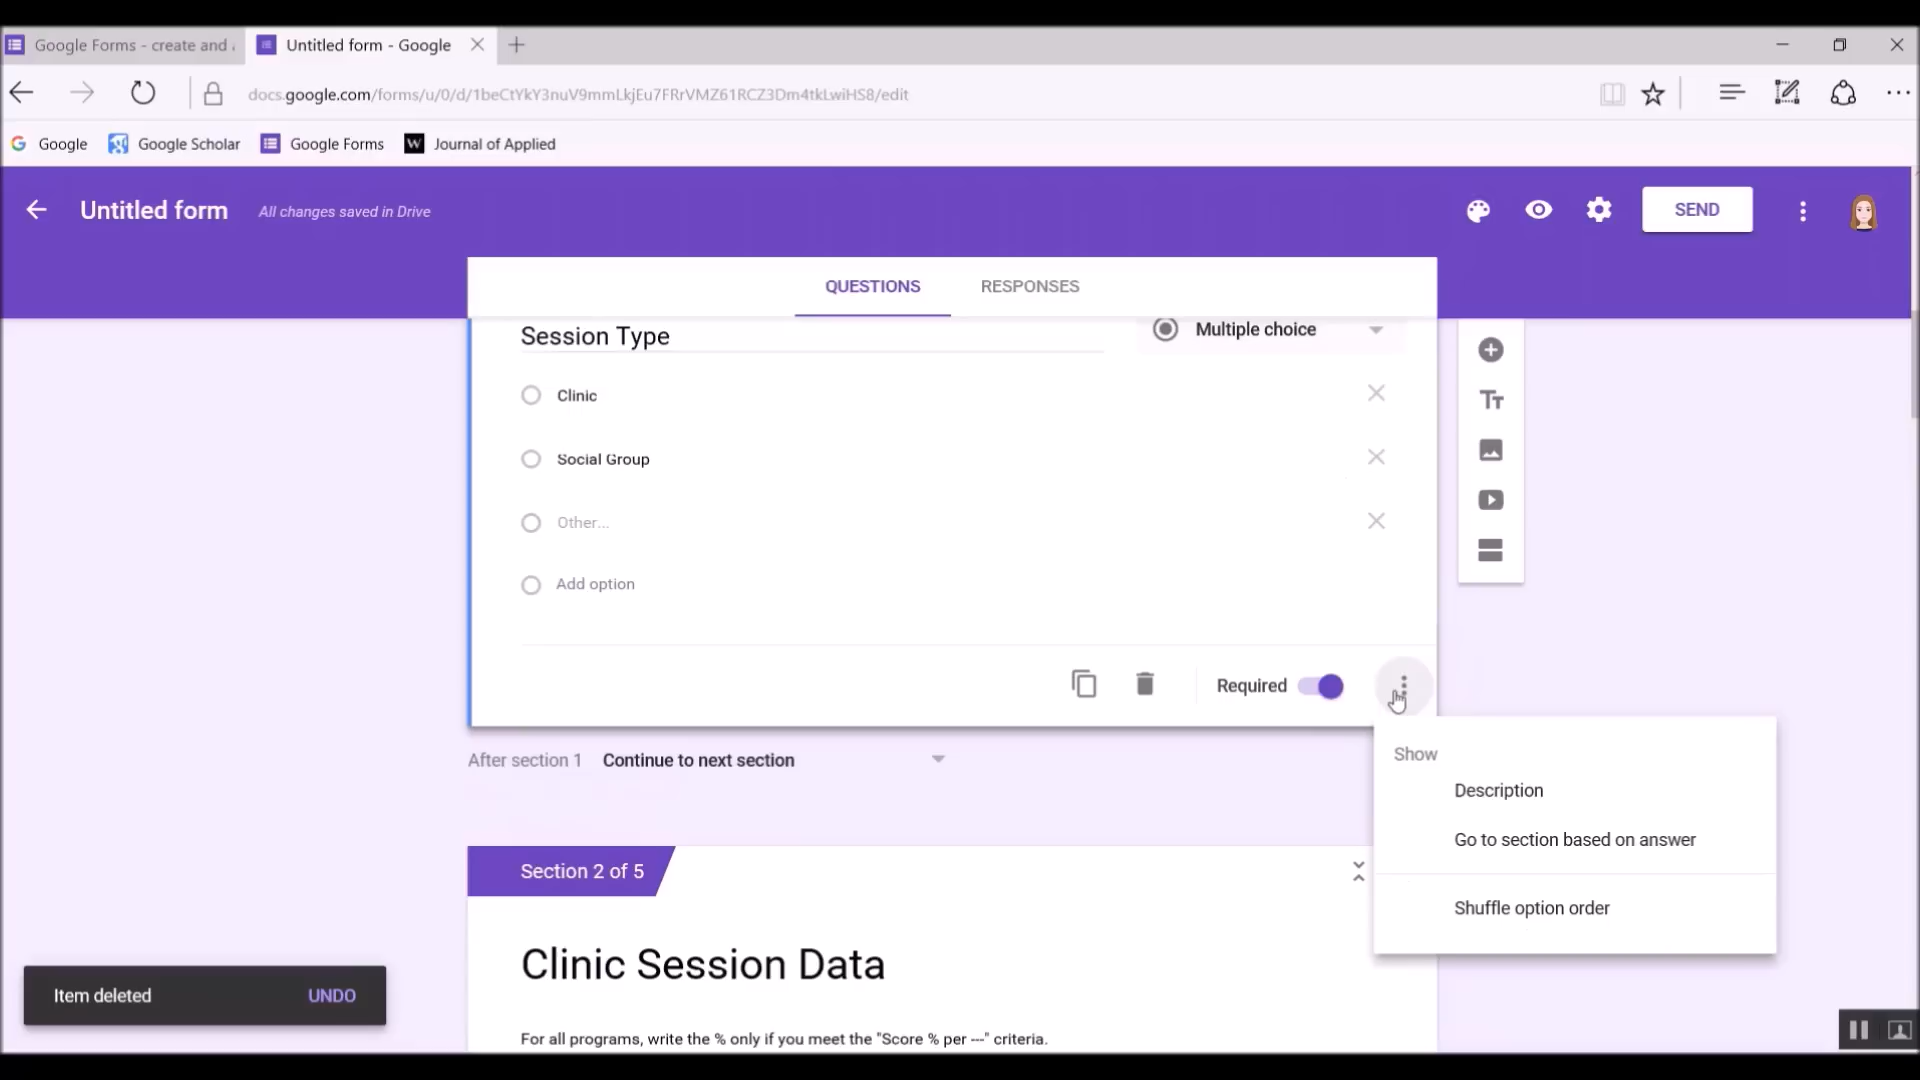 Google Forms - create and
Untitled form - Google
docs.google.com/forms/u/0/d/1beCtYkY3nuV9mmLkjEu7FRrVMZ61RCZ3Dm4tkLwiHS8/edit
Google
Google Scholar
Google Forms
W
Journal of Applied
Untitled form
All changes saved in Drive
SEND
QUESTIONS
RESPONSES
Session Type
Multiple choice
Clinic
Social Group
Other...
Add option
Required
After section 1
Continue to next section
Show
Description
Go to section based on answer
Shuffle option order
Section 2 of 5
Clinic Session Data
For all programs, write the % only if you meet the "Score % per ---" criteria.
Item deleted
UNDO